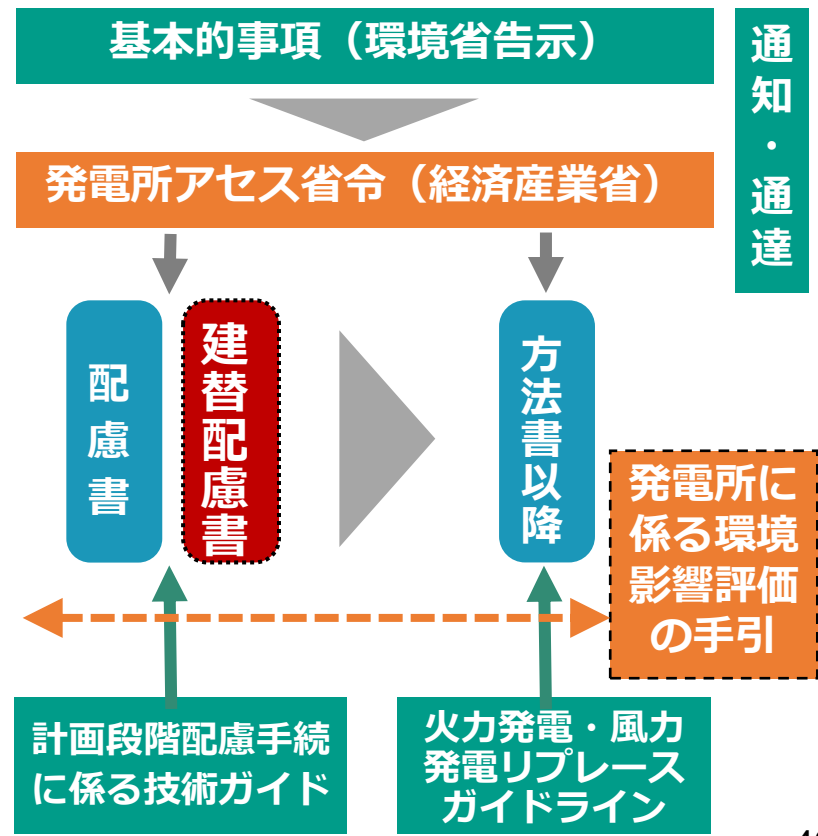 基本的事項（環境省告示）
通知・通達
発電所アセス省令（経済産業省）
配慮書
建替配慮書
方法書以降
発電所に
係る環境
影響評価
の手引
計画段階配慮手続
に係る技術ガイド
火力発電・風力
発電リプレース
ガイドライン